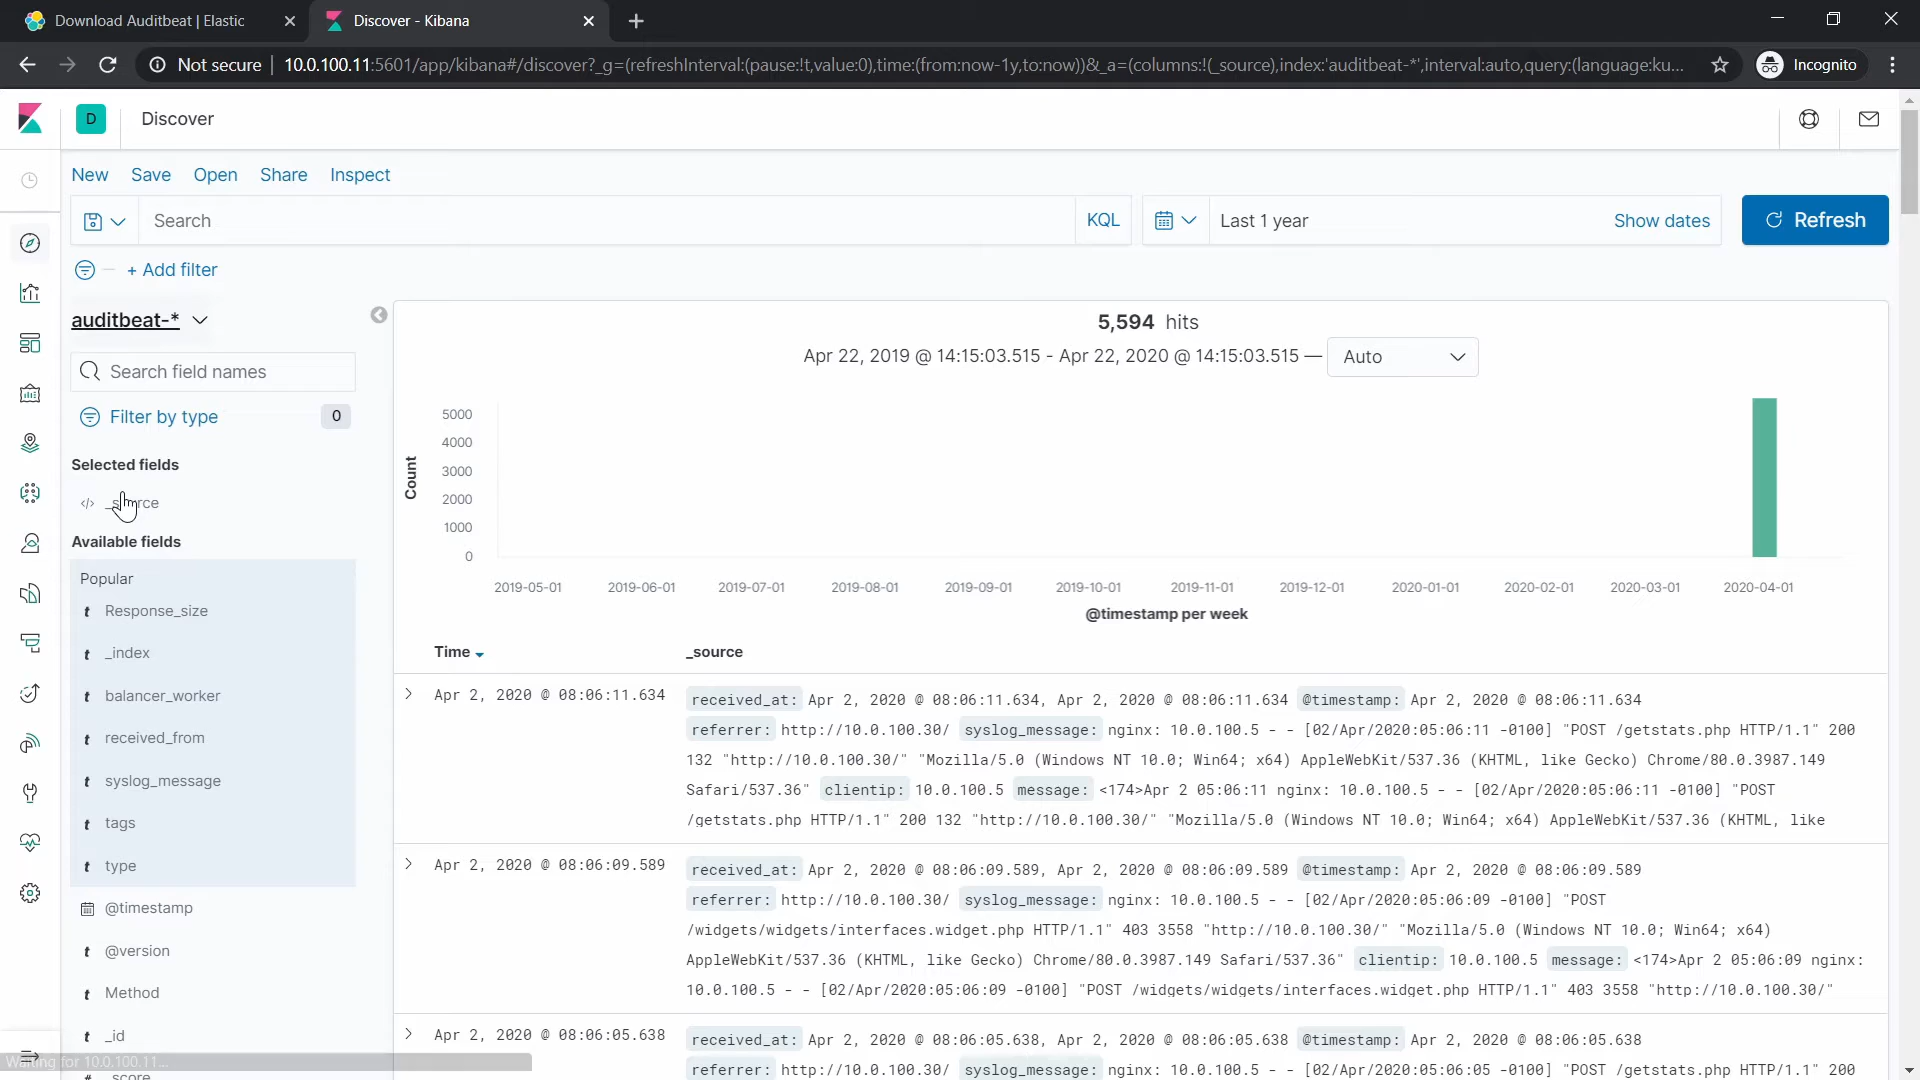 Download Auditbeat | Elastic
Discover - Kibana
Not secure
10.0.100.11:5601/app/kibana#/discover?_g=(refreshInterval:(pause:!t,value:0),time:(from:now-1y,to:now))&_a=(columns:!(_source),index:'auditbeat-*',interval:auto,query:(language:ku...
Incognito
D
Discover
New Save Open Share Inspect
Search
KQL
Last 1 year
Show dates
Refresh
+ Add filter
auditbeat-*
Search field names
Filter by type
0
Selected fields
</> _source
Available fields
Popular
t Response_size
t _index
t balancer_worker
t received_from
t syslog_message
t tags
t type
@timestamp
t @version
t Method
t _id
# _score
Waiting for 10.0.100.11...
5,594 hits
Apr 22, 2019 @ 14:15:03.515 - Apr 22, 2020 @ 14:15:03.515 —
Auto
Count
5000
4000
3000
2000
1000
0
2019-05-01 2019-06-01 2019-07-01 2019-08-01 2019-09-01 2019-10-01 2019-11-01 2019-12-01 2020-01-01 2020-02-01 2020-03-01 2020-04-01
@timestamp per week
Time _source
Apr 2, 2020 @ 08:06:11.634 received_at: Apr 2, 2020 @ 08:06:11.634, Apr 2, 2020 @ 08:06:11.634 @timestamp: Apr 2, 2020 @ 08:06:11.634
referrer: http://10.0.100.30/ syslog_message: nginx: 10.0.100.5 - - [02/Apr/2020:05:06:11 -0100] "POST /getstats.php HTTP/1.1" 200
132 "http://10.0.100.30/" "Mozilla/5.0 (Windows NT 10.0; Win64; x64) AppleWebKit/537.36 (KHTML, like Gecko) Chrome/80.0.3987.149
Safari/537.36" clientip: 10.0.100.5 message: <174>Apr 2 05:06:11 nginx: 10.0.100.5 - - [02/Apr/2020:05:06:11 -0100] "POST
/getstats.php HTTP/1.1" 200 132 "http://10.0.100.30/" "Mozilla/5.0 (Windows NT 10.0; Win64; x64) AppleWebKit/537.36 (KHTML, like
Apr 2, 2020 @ 08:06:09.589 received_at: Apr 2, 2020 @ 08:06:09.589, Apr 2, 2020 @ 08:06:09.589 @timestamp: Apr 2, 2020 @ 08:06:09.589
referrer: http://10.0.100.30/ syslog_message: nginx: 10.0.100.5 - - [02/Apr/2020:05:06:09 -0100] "POST
/widgets/widgets/interfaces.widget.php HTTP/1.1" 403 3558 "http://10.0.100.30/" "Mozilla/5.0 (Windows NT 10.0; Win64; x64)
AppleWebKit/537.36 (KHTML, like Gecko) Chrome/80.0.3987.149 Safari/537.36" clientip: 10.0.100.5 message: <174>Apr 2 05:06:09 nginx:
10.0.100.5 - - [02/Apr/2020:05:06:09 -0100] "POST /widgets/widgets/interfaces.widget.php HTTP/1.1" 403 3558 "http://10.0.100.30/"
Apr 2, 2020 @ 08:06:05.638 received_at: Apr 2, 2020 @ 08:06:05.638, Apr 2, 2020 @ 08:06:05.638 @timestamp: Apr 2, 2020 @ 08:06:05.638
referrer: http://10.0.100.30/ syslog_message: nginx: 10.0.100.5 - - [02/Apr/2020:05:06:05 -0100] "POST /getstats.php HTTP/1.1" 200